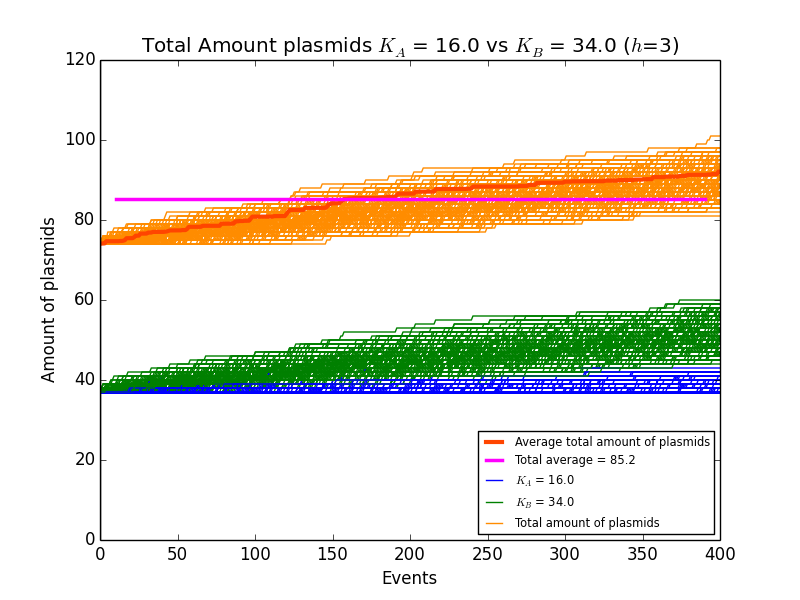 Total Amount plasmids K_A = 16.0 vs K_B = 34.0 (h=3)
120
100
80
60
40
20
0
Amount of plasmids
Average total amount of plasmids
Total average = 85.2
K_A = 16.0
K_B = 34.0
Total amount of plasmids
0 50 100 150 200 250 300 350 400
Events